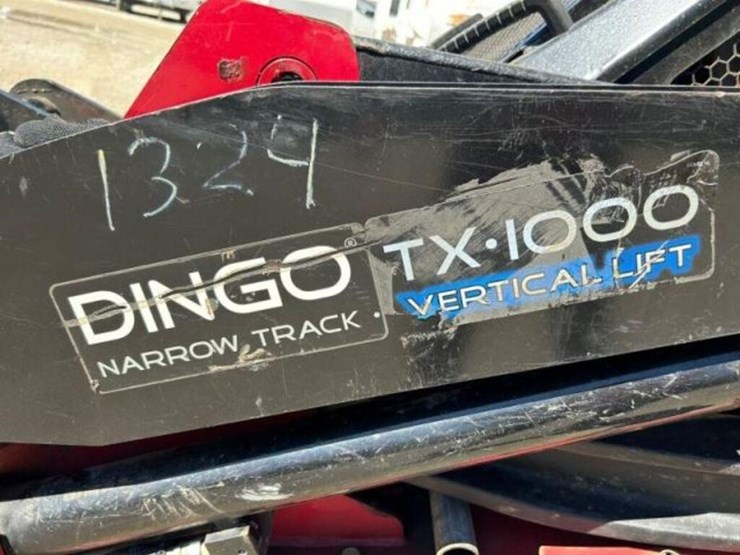 1324
DINGO®
NARROW TRACK
TX•1000
VERTICAL LIFT